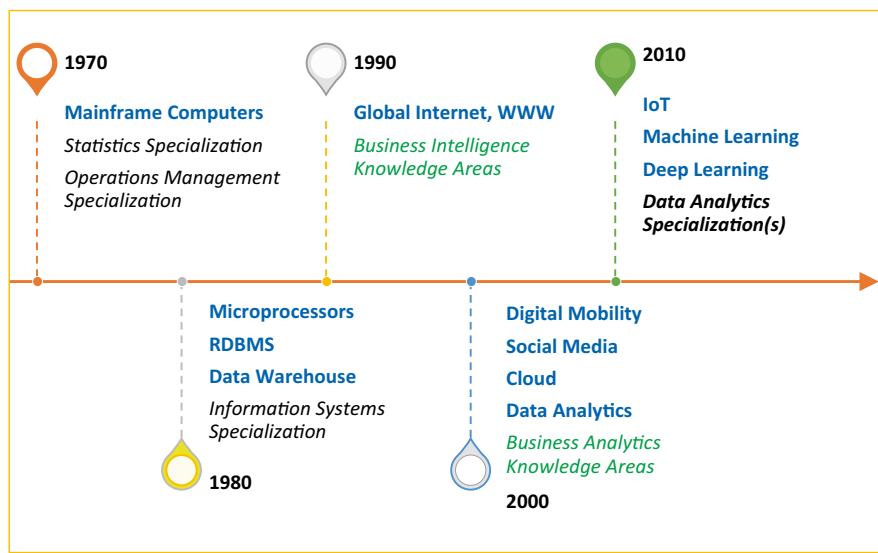 1970
Mainframe Computers
Statistics Specialization
Operations Management
Specialization
1990
Global Internet, WWW
Business Intelligence
Knowledge Areas
2010
IoT
Machine Learning
Deep Learning
Data Analytics
Specialization(s)
Microprocessors
RDBMS
Data Warehouse
Information Systems
Specialization
1980
Digital Mobility
Social Media
Cloud
Data Analytics
Business Analytics
Knowledge Areas
2000